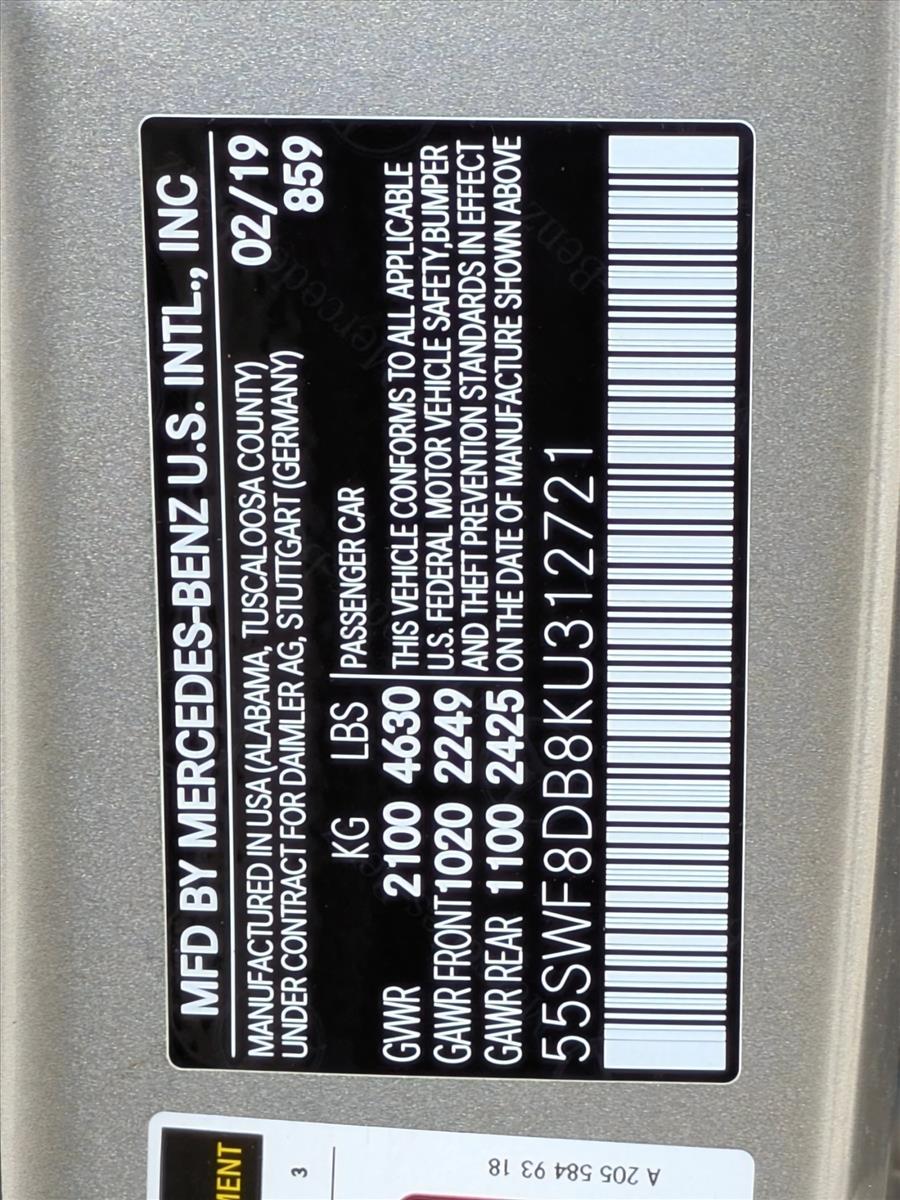 MFD BY MERCEDES-BENZ U.S. INTL., INC
MANUFACTURED IN USA (ALABAMA, TUSCALOOSA COUNTY) 02/19
UNDER CONTRACT FOR DAIMLER AG, STUTTGART (GERMANY) 859
KG LBS PASSENGER CAR
GVWR 2100 4630 THIS VEHICLE CONFORMS TO ALL APPLICABLE
GAWR FRONT 1020 2249 U.S. FEDERAL MOTOR VEHICLE SAFETY,BUMPER
GAWR REAR 1100 2425 AND THEFT PREVENTION STANDARDS IN EFFECT
ON THE DATE OF MANUFACTURE SHOWN ABOVE
55SWF8DB8KU312721
3
A 205 584 93 18